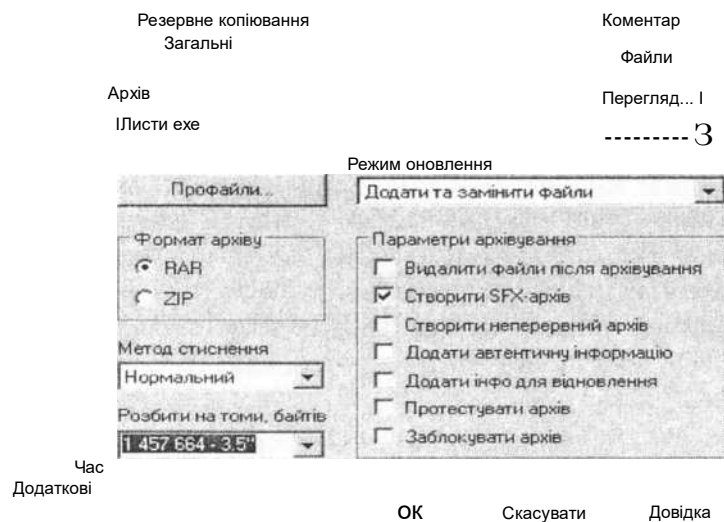 Резервне копіювання
Коментар
Загальні
Файли
Архів
Перегляд... І
ІЛисти ехе
---------3
Режим оновлення
Профайли...
Додати та замінити файли
Формат архіву
RAR
ZIP
Параметри архівування
Видалити файли після архівування
Створити SFX-архів
Створити неперервний архів
Додати автентичну інформацію
Додати інфо для відновлення
Протестувати архів
Заблокувати архів
Метод стиснення
Нормальний
Розбити на томи, байтів
1 457 664 - 3.5"
Час
Додаткові
ОК
Скасувати
Довідка